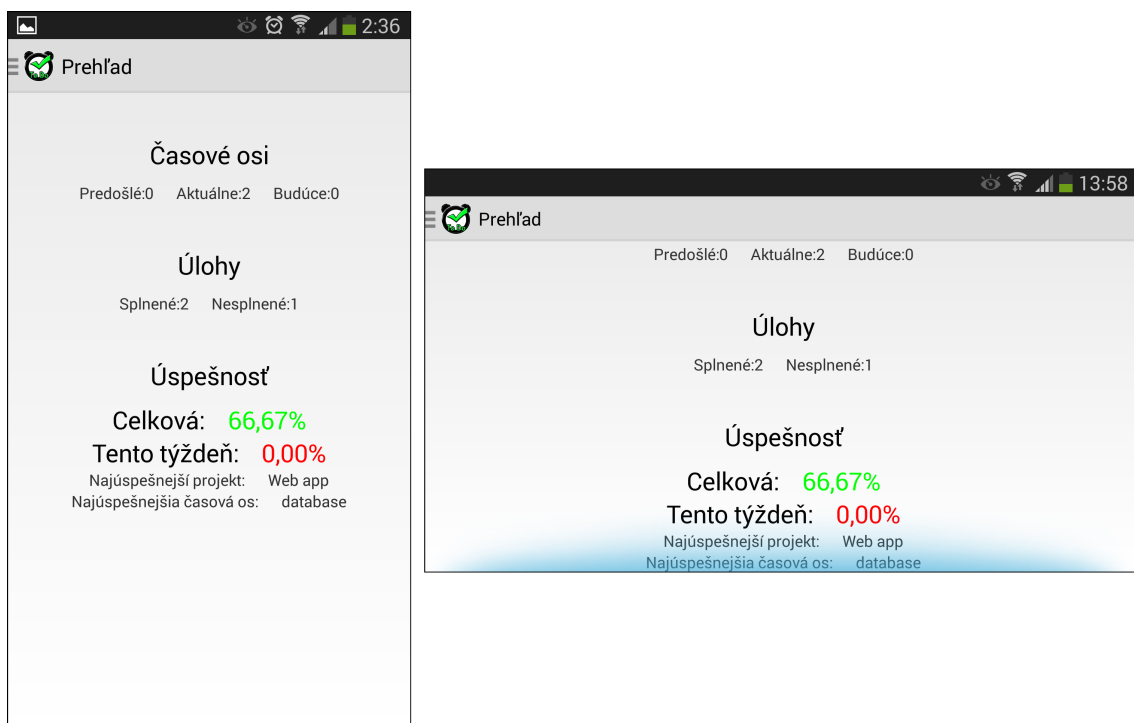 2:36
Prehľad
Časové osi
Predošlé:0 Aktuálne:2 Budúce:0
Úlohy
Splnené:2 Nesplnené:1
Úspešnosť
Celková: 66,67%
Tento týždeň: 0,00%
Najúspešnejší projekt: Web app
Najúspešnejšia časová os: database
13:58
Prehľad
Predošlé:0 Aktuálne:2 Budúce:0
Úlohy
Splnené:2 Nesplnené:1
Úspešnosť
Celková: 66,67%
Tento týždeň: 0,00%
Najúspešnejší projekt: Web app
Najúspešnejšia časová os: database